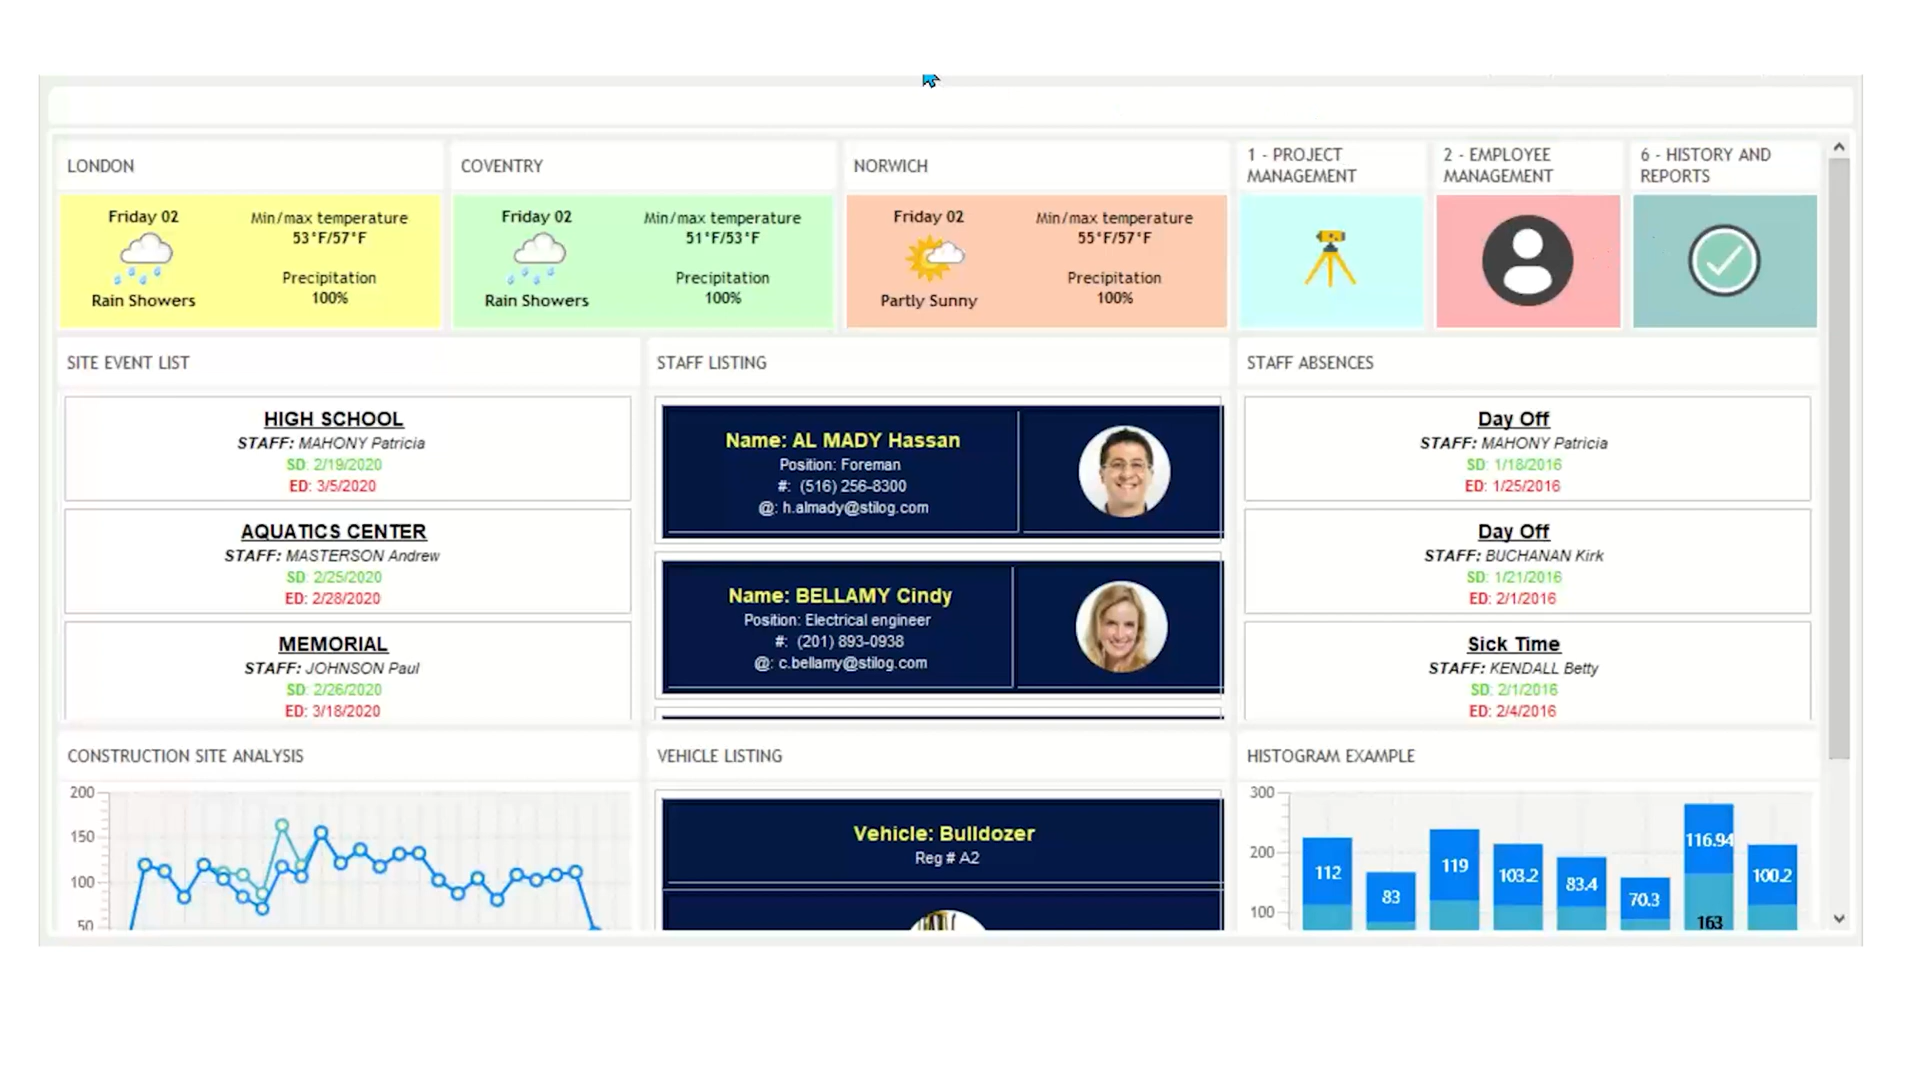 LONDON
Friday 02
Rain Showers
Min/max temperature
53°F/57°F
Precipitation
100%
COVENTRY
Friday 02
Rain Showers
Min/max temperature
51°F/53°F
Precipitation
100%
NORWICH
Friday 02
Partly Sunny
Min/max temperature
55°F/57°F
Precipitation
100%
1 - PROJECT
MANAGEMENT
2 - EMPLOYEE
MANAGEMENT
6 - HISTORY AND
REPORTS
SITE EVENT LIST
HIGH SCHOOL
STAFF: MAHONY Patricia
SD: 2/19/2020
ED: 3/5/2020
AQUATICS CENTER
STAFF: MASTERSON Andrew
SD: 2/25/2020
ED: 2/28/2020
MEMORIAL
STAFF: JOHNSON Paul
SD: 2/26/2020
ED: 3/18/2020
STAFF LISTING
Name: AL MADY Hassan
Position: Foreman
#: (516) 256-8300
@: h.almady@stilog.com
Name: BELLAMY Cindy
Position: Electrical engineer
#: (201) 893-0938
@: c.bellamy@stilog.com
STAFF ABSENCES
Day Off
STAFF: MAHONY Patricia
SD: 1/18/2016
ED: 1/25/2016
Day Off
STAFF: BUCHANAN Kirk
SD: 1/21/2016
ED: 2/1/2016
Sick Time
STAFF: KENDALL Betty
SD: 2/1/2016
ED: 2/4/2016
CONSTRUCTION SITE ANALYSIS
200
150
100
50
VEHICLE LISTING
Vehicle: Bulldozer
Reg # A2
HISTOGRAM EXAMPLE
300
200
100
112
83
119
103.2
83.4
70.3
116.94
163
100.2